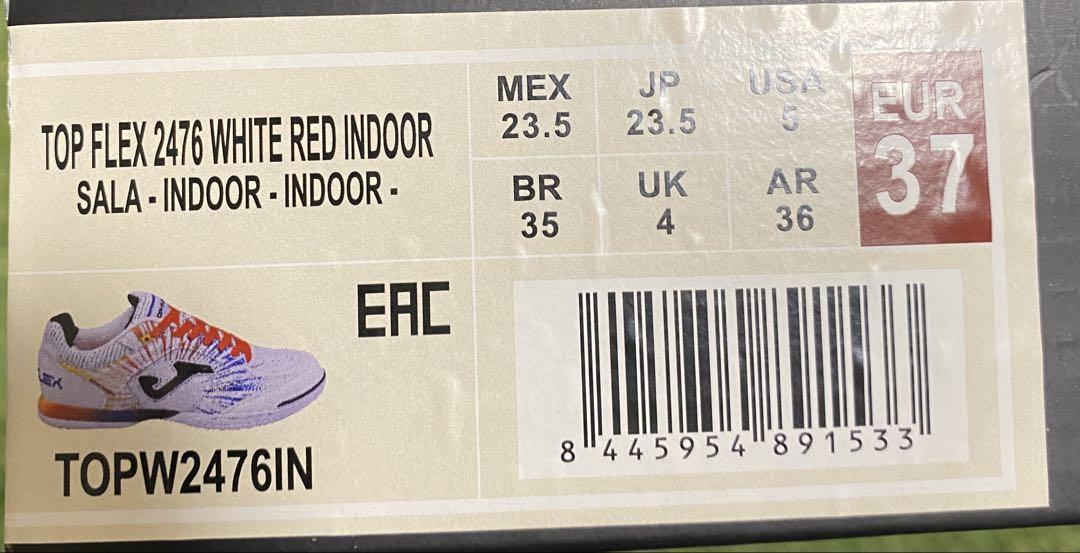 TOP FLEX 2476 WHITE RED INDOOR
SALA - INDOOR - INDOOR -
MEX
23.5
JP
23.5
USA
5
EUR
37
BR
35
UK
4
AR
36
EAC
TOPW2476IN
8 445954 891533